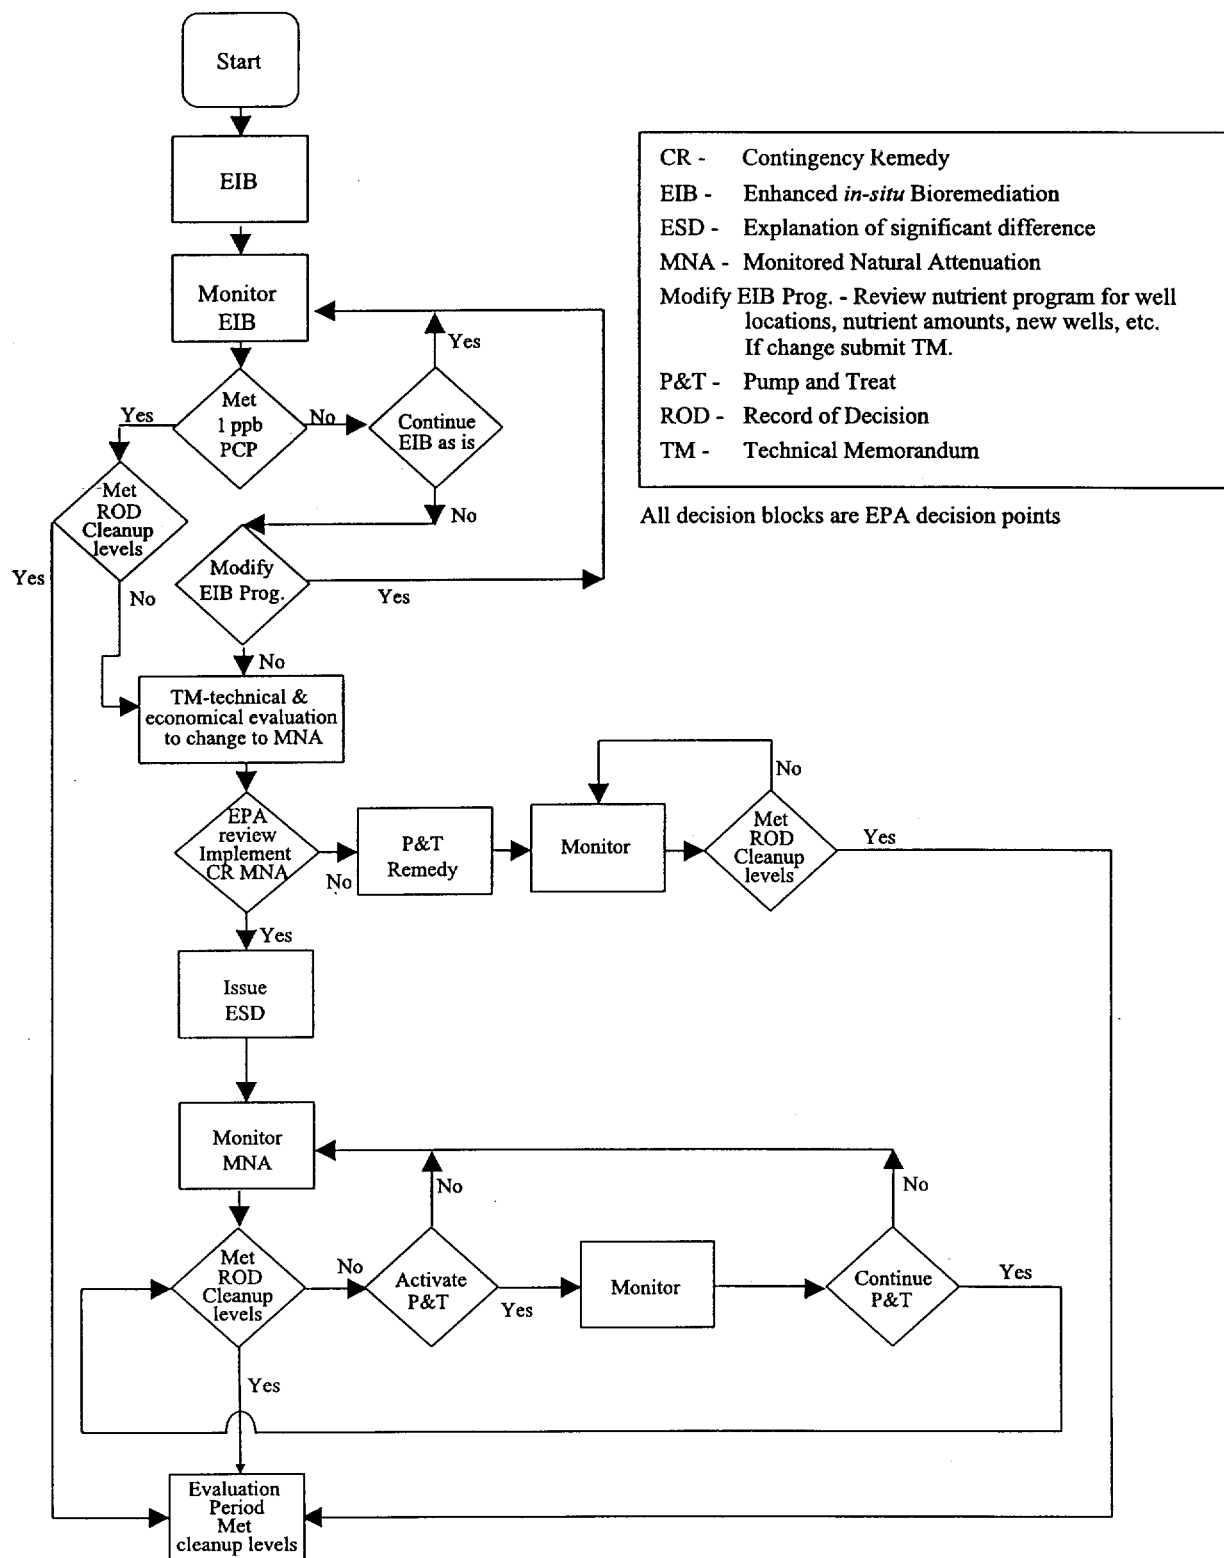 Start
EIB
CR - Contingency Remedy
EIB - Enhanced in-situ Bioremediation
ESD - Explanation of significant difference
MNA - Monitored Natural Attenuation
Modify EIB Prog. - Review nutrient program for well
locations, nutrient amounts, new wells, etc.
If change submit TM.
P&T - Pump and Treat
ROD - Record of Decision
TM - Technical Memorandum
All decision blocks are EPA decision points
Monitor
EIB
Yes
Met
1 ppb
PCP
Yes
No
Continue
EIB as is
No
Met
ROD
Cleanup
levels
Yes
No
Modify
EIB Prog.
Yes
No
TM-technical &
economical evaluation
to change to MNA
EPA
review
Implement
CR MNA
No
P&T
Remedy
Monitor
No
Met
ROD
Cleanup
levels
Yes
Yes
Issue
ESD
Monitor
MNA
No
No
Met
ROD
Cleanup
levels
No
Activate
P&T
Yes
Monitor
Continue
P&T
Yes
Yes
Evaluation
Period
Met
cleanup levels